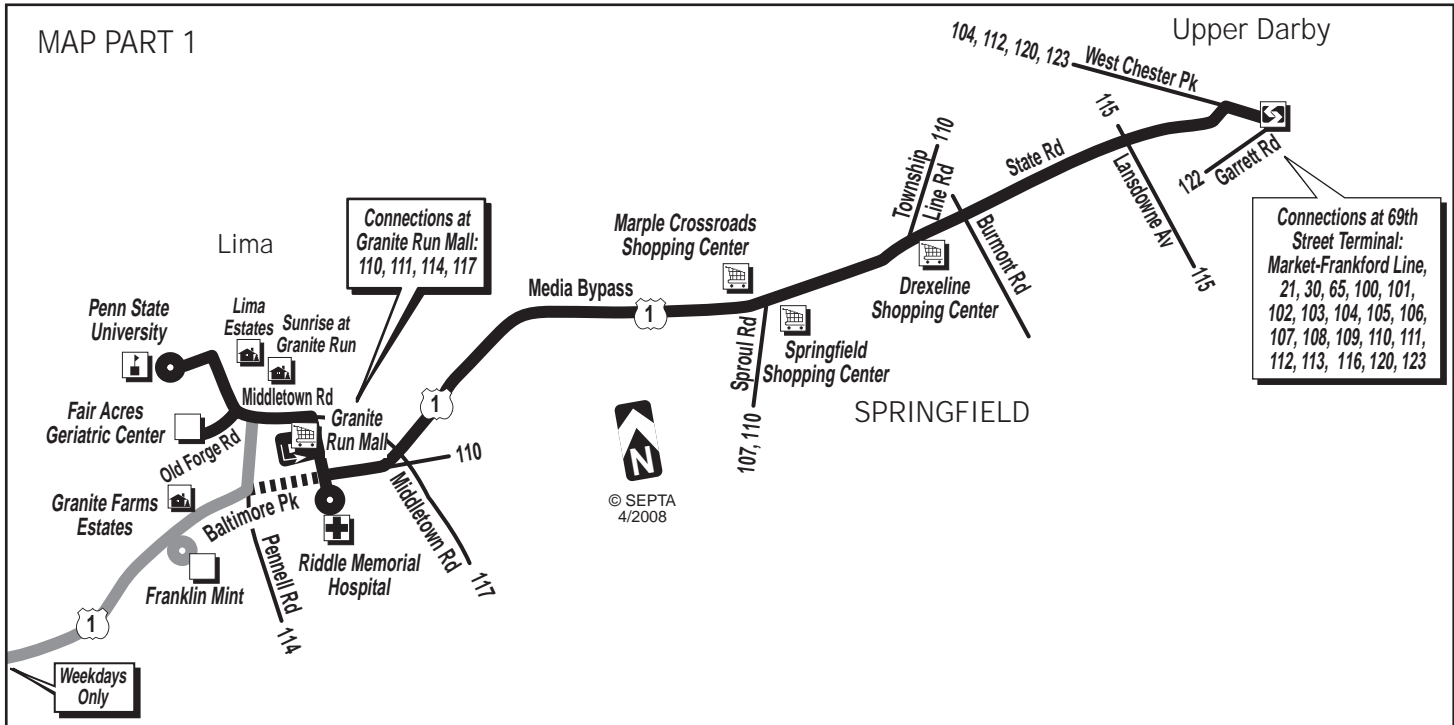 MAP PART 1
Upper Darby
104, 112, 120, 123
West Chester Pk
115
Lansdowne Av
115
122
Garrett Rd
State Rd
110
Township
Line Rd
Burmont Rd
Connections at 69th
Street Terminal:
Market-Frankford Line,
21, 30, 65, 100, 101,
102, 103, 104, 105, 106,
107, 108, 109, 110, 111,
112, 113, 116, 120, 123
Marple Crossroads
Shopping Center
Drexeline
Shopping Center
Connections at
Granite Run Mall:
110, 111, 114, 117
Lima
Media Bypass
1
Sproul Rd
107, 110
Springfield
Shopping Center
SPRINGFIELD
Penn State
University
Lima
Estates
Sunrise at
Granite Run
Middletown Rd
1
Fair Acres
Geriatric Center
Old Forge Rd
Granite
Run Mall
110
Middletown Rd
117
N
© SEPTA
4/2008
Granite Farms
Estates
Baltimore Pk
Pennell Rd
114
Riddle Memorial
Hospital
Franklin Mint
1
Weekdays
Only